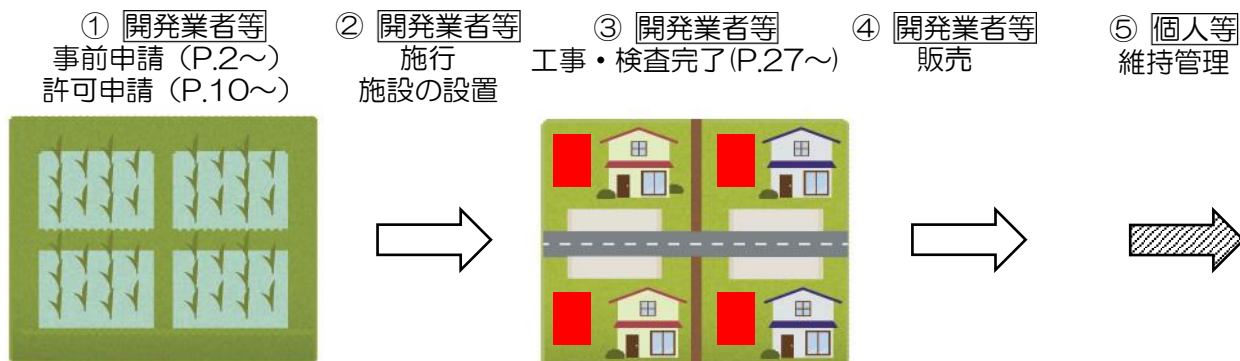 ① 開発業者等
事前申請（P.2～）
許可申請（P.10～）
② 開発業者等
施行
施設の設置
③ 開発業者等
工事・検査完了(P.27～)
④ 開発業者等
販売
⑤ 個人等
維持管理